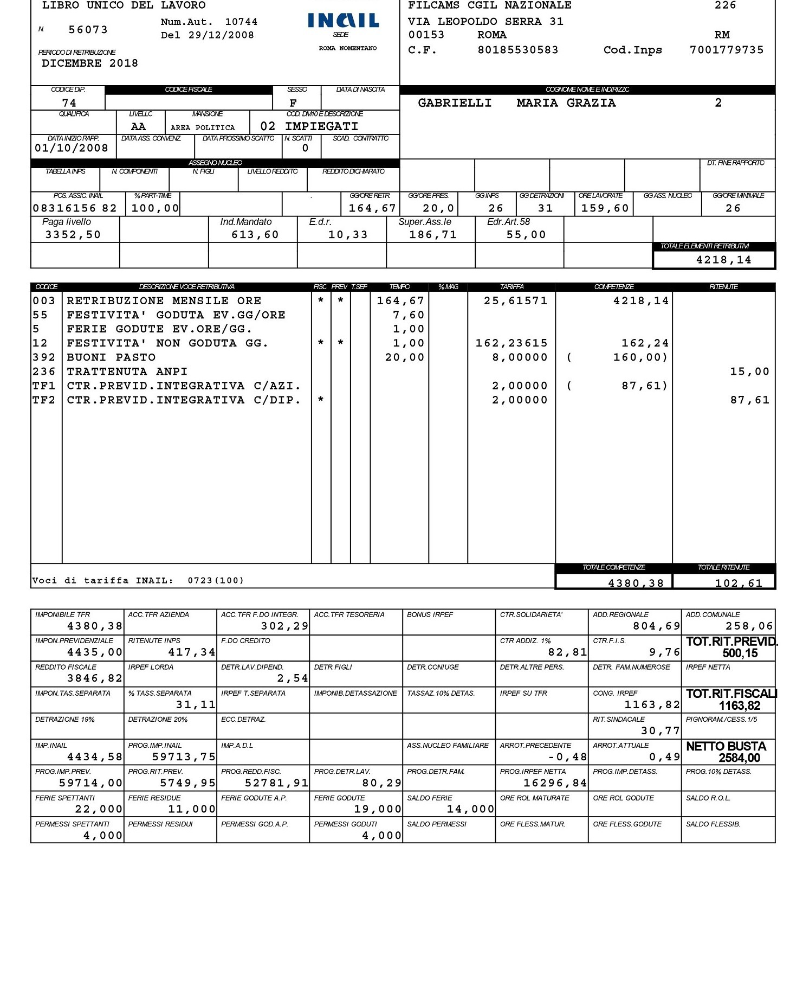 LIBRO UNICO DEL LAVORO
N. 56073
Num.Aut. 10744
Del 29/12/2008
INAIL
SEDE
ROMA NOMENTANO
PERIODO DI RETRIBUZIONE
DICEMBRE 2018
FILCAMS CGIL NAZIONALE 226
VIA LEOPOLDO SERRA 31
00153 ROMA RM
C.F. 80185530583 Cod.Inps 7001779735
CODICE DIP. CODICE FISCALE SESSO DATA DI NASCITA COGNOME NOME E INDIRIZZO
74 F GABRIELLI MARIA GRAZIA 2
QUALIFICA LIVELLO MANSIONE COD. DM10 E DESCRIZIONE
AA AREA POLITICA 02 IMPIEGATI
DATA INIZIO RAPP. DATA ASS. CONVENZ. DATA PROSSIMO SCATTO N. SCATTI SCAD. CONTRATTO
01/10/2008 0
ASSEGNO NUCLEO DT. FINE RAPPORTO
TABELLA INPS N. COMPONENTI N. FIGLI LIVELLO REDDITO REDDITO DICHIARATO
POS. ASSIC. INAIL % PART-TIME . GG/ORE RETR. GG/ORE PRES. GG INPS GG DETRAZIONI ORE LAVORATE GG ASS. NUCLEO GG/ORE MINIMALE
08316156 82 100,00 164,67 20,0 26 31 159,60 26
Paga livello Ind.Mandato E.d.r. Super.Ass.le Edr.Art.58
3352,50 613,60 10,33 186,71 55,00
TOTALE ELEMENTI RETRIBUTIVI
4218,14
CODICE DESCRIZIONE VOCE RETRIBUTIVA FISC PREV T.SEP TEMPO % MAG TARIFFA COMPETENZE RITENUTE
003 RETRIBUZIONE MENSILE ORE * * 164,67 25,61571 4218,14
55 FESTIVITA' GODUTA EV.GG/ORE 7,60
5 FERIE GODUTE EV.ORE/GG. 1,00
12 FESTIVITA' NON GODUTA GG. * * 1,00 162,23615 162,24
392 BUONI PASTO 20,00 8,00000 ( 160,00)
236 TRATTENUTA ANPI 15,00
TF1 CTR.PREVID.INTEGRATIVA C/AZI. 2,00000 ( 87,61)
TF2 CTR.PREVID.INTEGRATIVA C/DIP. * 2,00000 87,61
TOTALE COMPETENZE TOTALE RITENUTE
Voci di tariffa INAIL: 0723(100) 4380,38 102,61
IMPONIBILE TFR ACC.TFR AZIENDA ACC.TFR F.DO INTEGR. ACC.TFR TESORERIA BONUS IRPEF CTR.SOLIDARIETA' ADD.REGIONALE ADD.COMUNALE
4380,38 302,29 804,69 258,06
IMPON.PREVIDENZIALE RITENUTE INPS F.DO CREDITO CTR ADDIZ. 1% CTR.F.I.S. TOT.RIT.PREVID.
4435,00 417,34 82,81 9,76 500,15
REDDITO FISCALE IRPEF LORDA DETR.LAV.DIPEND. DETR.FIGLI DETR.CONIUGE DETR.ALTRE PERS. DETR. FAM.NUMEROSE IRPEF NETTA
3846,82 2,54
IMPON.TAS.SEPARATA % TASS.SEPARATA IRPEF T.SEPARATA IMPONIB.DETASSAZIONE TASSAZ.10% DETAS. IRPEF SU TFR CONG. IRPEF TOT.RIT.FISCALI
31,11 1163,82 1163,82
DETRAZIONE 19% DETRAZIONE 20% ECC.DETRAZ. RIT.SINDACALE PIGNORAM./CESS.1/5
30,77
IMP.INAIL PROG.IMP.INAIL IMP.A.D.L ASS.NUCLEO FAMILIARE ARROT.PRECEDENTE ARROT.ATTUALE NETTO BUSTA
4434,58 59713,75 -0,48 0,49 2584,00
PROG.IMP.PREV. PROG.RIT.PREV. PROG.REDD.FISC. PROG.DETR.LAV. PROG.DETR.FAM. PROG.IRPEF NETTA PROG.IMP.DETASS. PROG.10% DETASS.
59714,00 5749,95 52781,91 80,29 16296,84
FERIE SPETTANTI FERIE RESIDUE FERIE GODUTE A.P. FERIE GODUTE SALDO FERIE ORE ROL MATURATE ORE ROL GODUTE SALDO R.O.L.
22,000 11,000 19,000 14,000
PERMESSI SPETTANTI PERMESSI RESIDUI PERMESSI GOD.A.P. PERMESSI GODUTI SALDO PERMESSI ORE FLESS.MATUR. ORE FLESS.GODUTE SALDO FLESSIB.
4,000 4,000